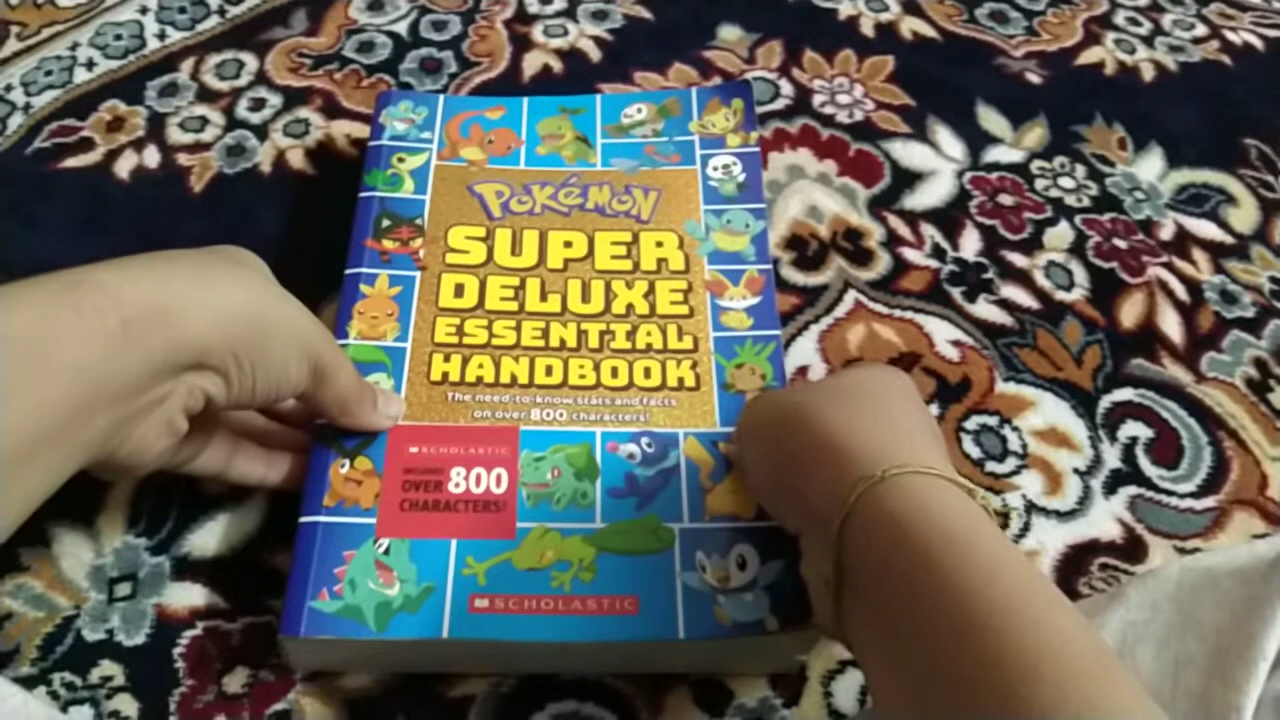 POKéMON
SUPER
DELUXE
ESSENTIAL
HANDBOOK
The need-to-know stats and facts
on over 800 characters!
SCHOLASTIC
INCLUDES
OVER 800
CHARACTERS!
SCHOLASTIC